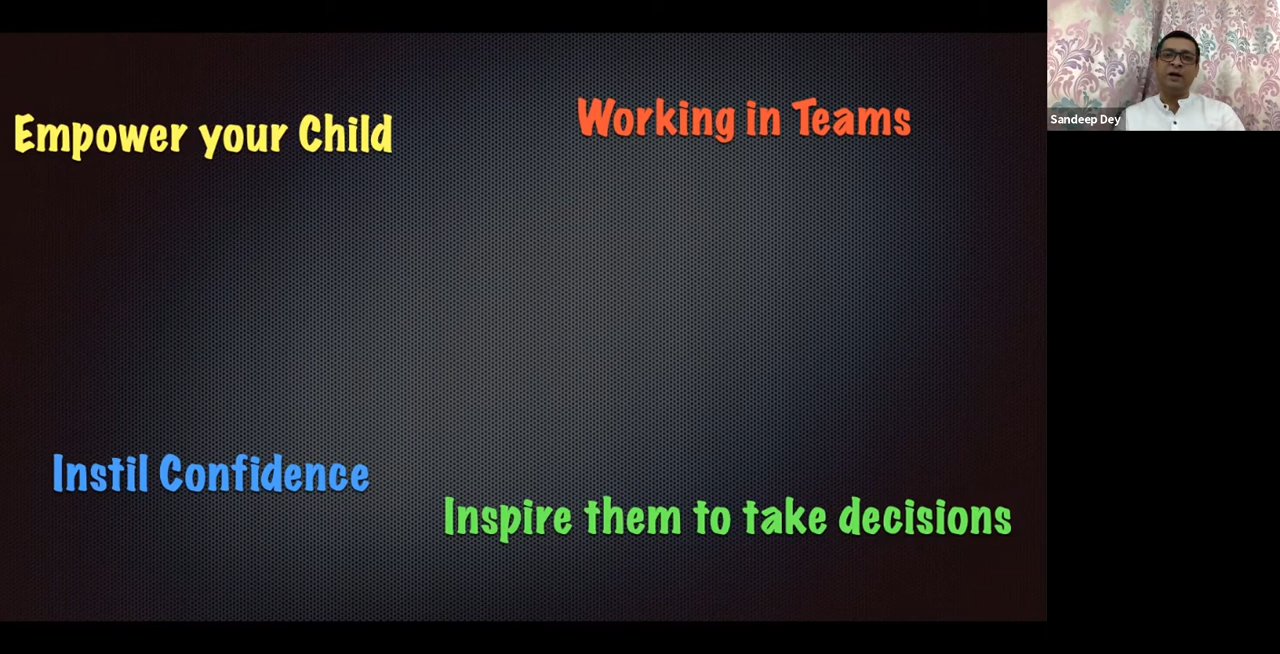 Empower your Child
Working in Teams
Sandeep Dey
Instil Confidence
Inspire them to take decisions